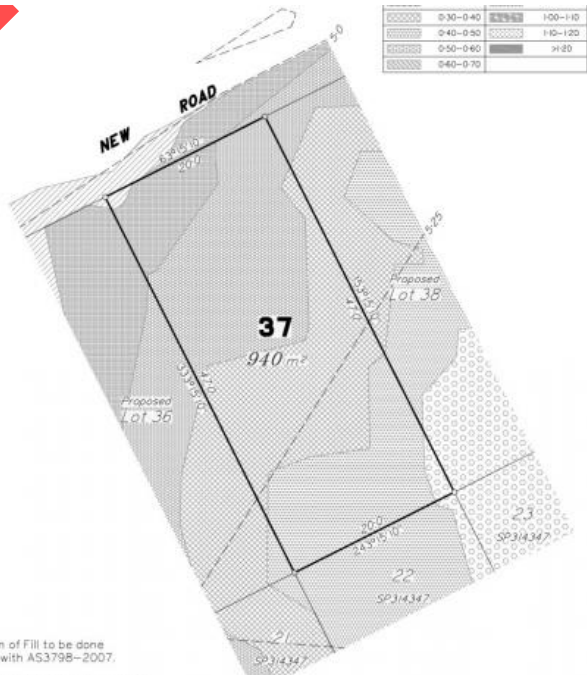 0·30–0·40
1·00–1·10
0·40–0·50
1·10–1·20
0·50–0·60
>1·20
0·60–0·70
5·0
NEW ROAD
63°15'10"
20·0
5·25
Proposed
Lot 38
153°15'10"
47·0
37
940 m²
47·0
333°15'10"
Proposed
Lot 36
20·0
243°15'10"
23
SP314347
22
SP314347
21
SP314347
n of Fill to be done
with AS3798–2007.